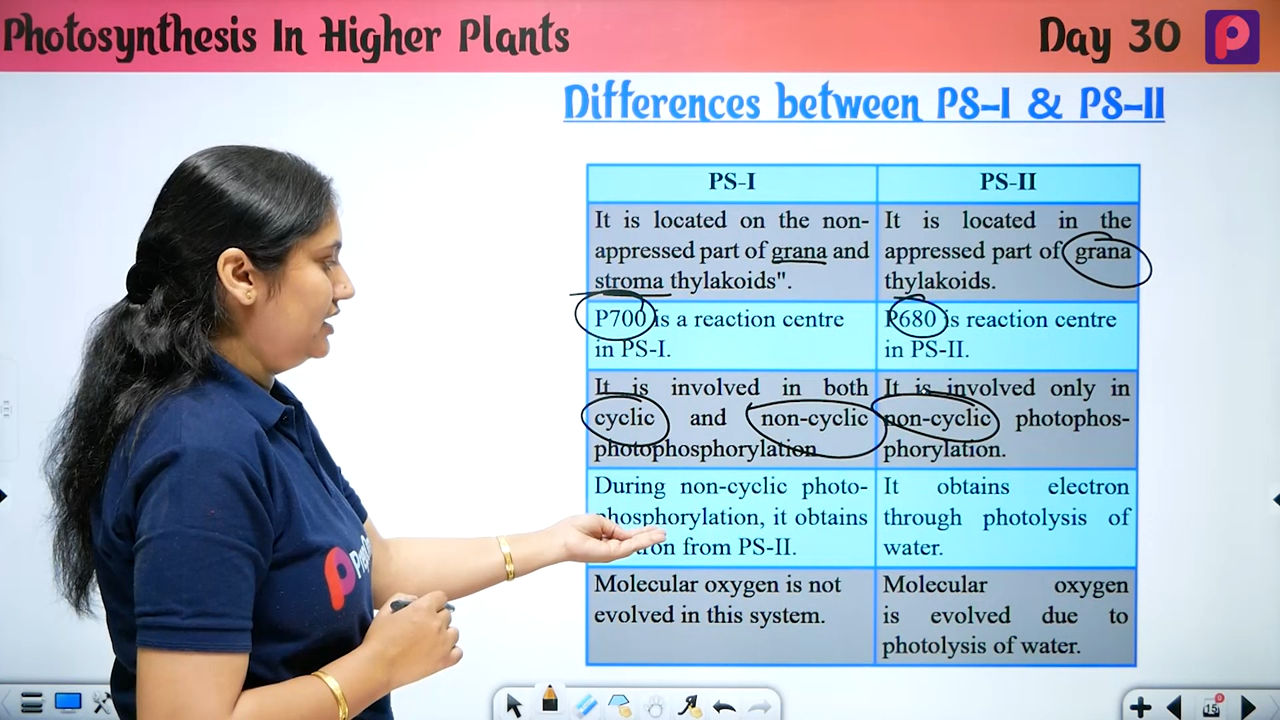 Photosynthesis In Higher Plants
Day 30
Differences between PS-I & PS-II
PS-I
PS-II
It is located on the non-
appressed part of grana and
stroma thylakoids".
It is located in the
appressed part of grana
thylakoids.
P700 is a reaction centre
in PS-I.
P680 is reaction centre
in PS-II.
It is involved in both
cyclic and non-cyclic
photophosphorylation
It is involved only in
non-cyclic photophos-
phorylation.
During non-cyclic photo-
phosphorylation, it obtains
from PS-II.
It obtains electron
through photolysis of
water.
Molecular oxygen is not
evolved in this system.
Molecular oxygen
is evolved due to
photolysis of water.
15